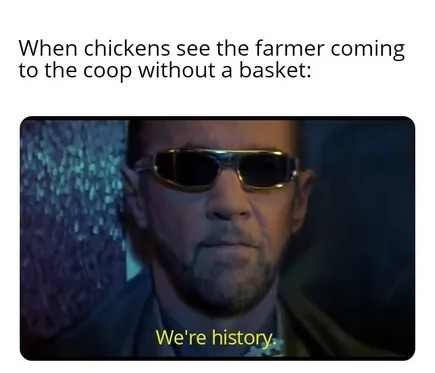 When chickens see the farmer coming
to the coop without a basket:
We're history.